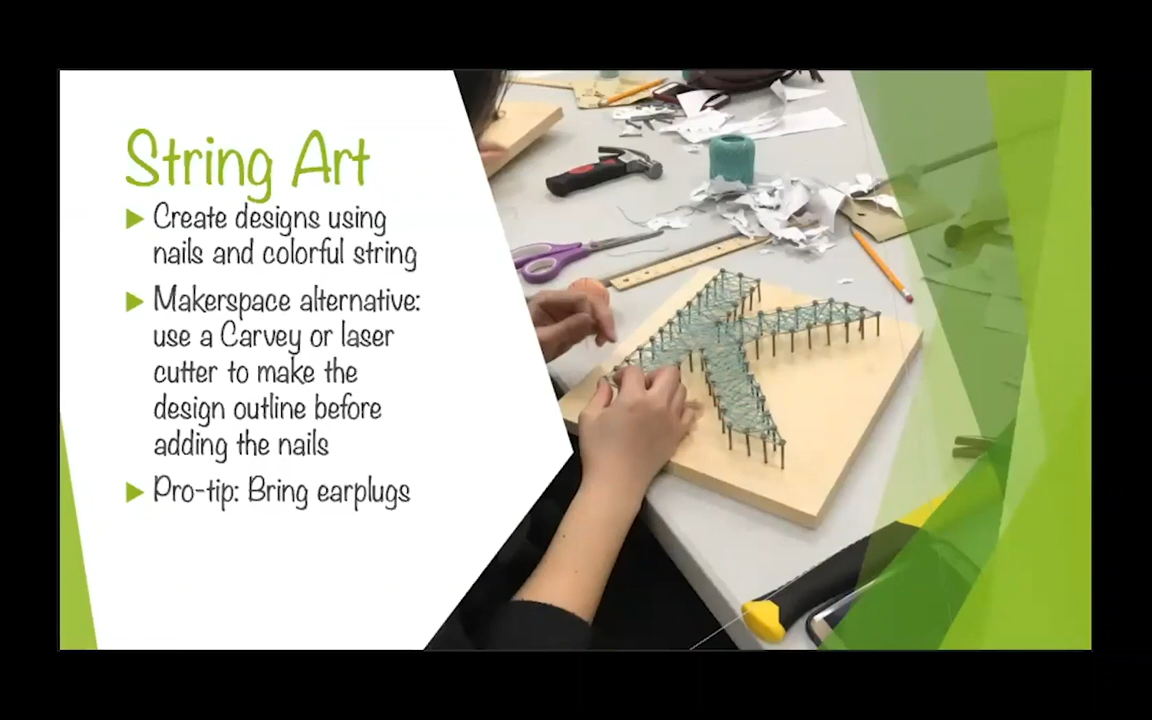 String Art
Create designs using
nails and colorful string
Makerspace alternative:
use a Carvey or laser
cutter to make the
design outline before
adding the nails
Pro-tip: Bring earplugs